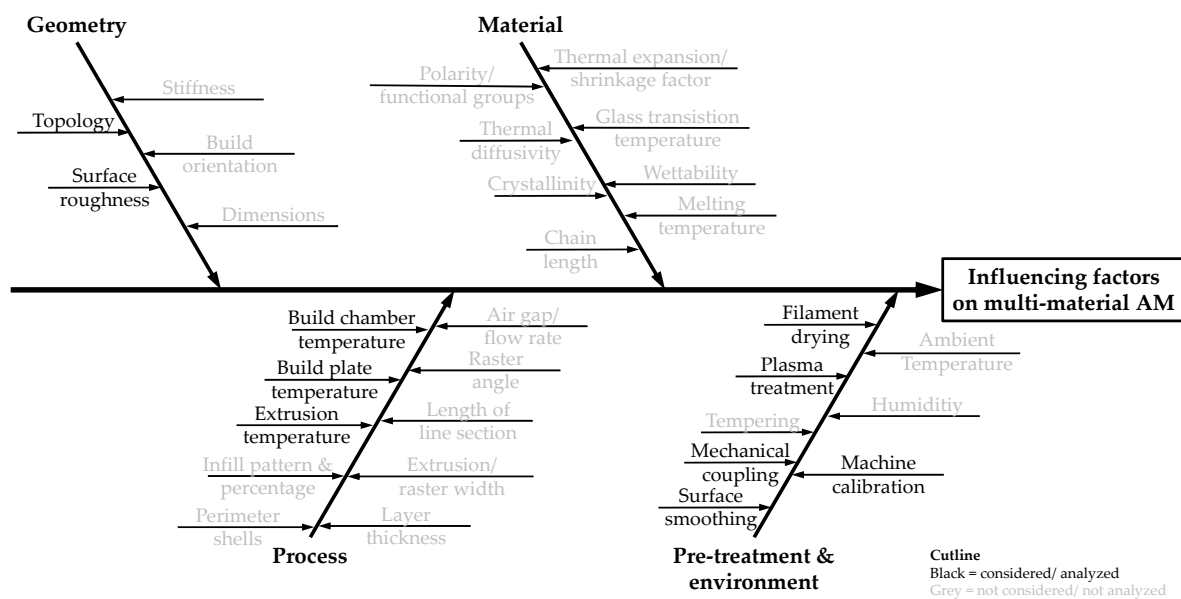 Geometry
Stiffness
Topology
Build
orientation
Surface
roughness
Dimensions
Material
Thermal expansion/
shrinkage factor
Polarity/
functional groups
Glass transistion
temperature
Thermal
diffusivity
Wettability
Crystallinity
Melting
temperature
Chain
length
Influencing factors
on multi-material AM
Build chamber
temperature
Air gap/
flow rate
Build plate
temperature
Raster
angle
Extrusion
temperature
Length of
line section
Infill pattern &
percentage
Extrusion/
raster width
Perimeter
shells
Layer
thickness
Process
Filament
drying
Ambient
Temperature
Plasma
treatment
Humiditiy
Tempering
Mechanical
coupling
Machine
calibration
Surface
smoothing
Pre-treatment &
environment
Cutline
Black = considered/ analyzed
Grey = not considered/ not analyzed